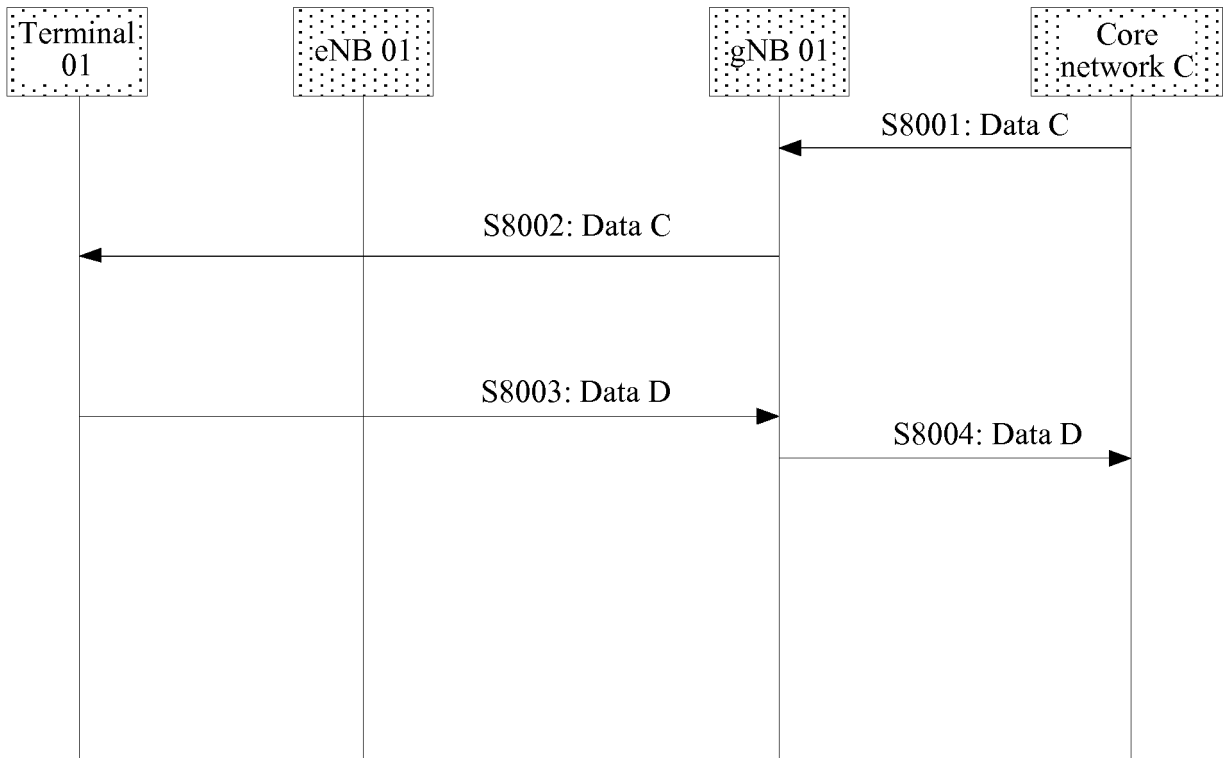 Terminal
01
eNB 01
gNB 01
Core
network C
S8001: Data C
S8002: Data C
S8003: Data D
S8004: Data D